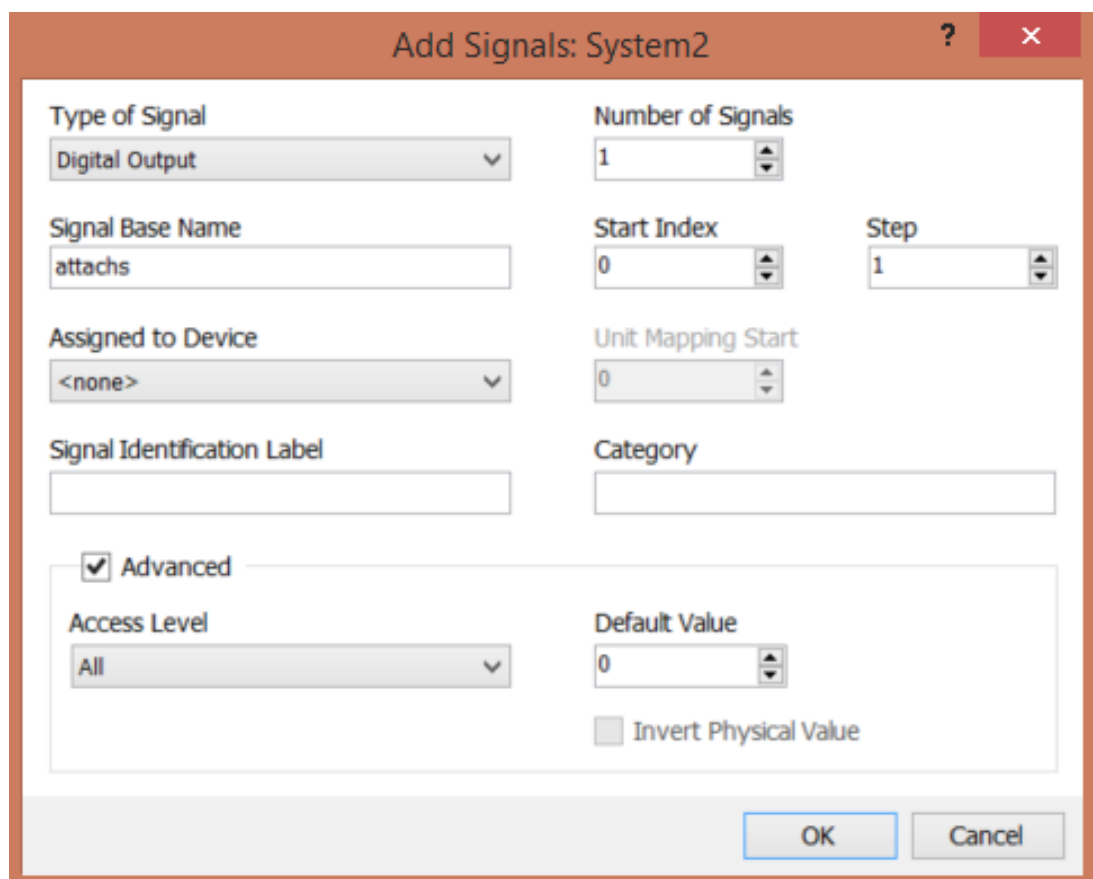 Add Signals: System2 ? ×
Type of Signal Number of Signals
Digital Output 1
Signal Base Name Start Index Step
attachs 0 1
Assigned to Device Unit Mapping Start
<none> 0
Signal Identification Label Category
Advanced
Access Level Default Value
All 0
Invert Physical Value
OK Cancel